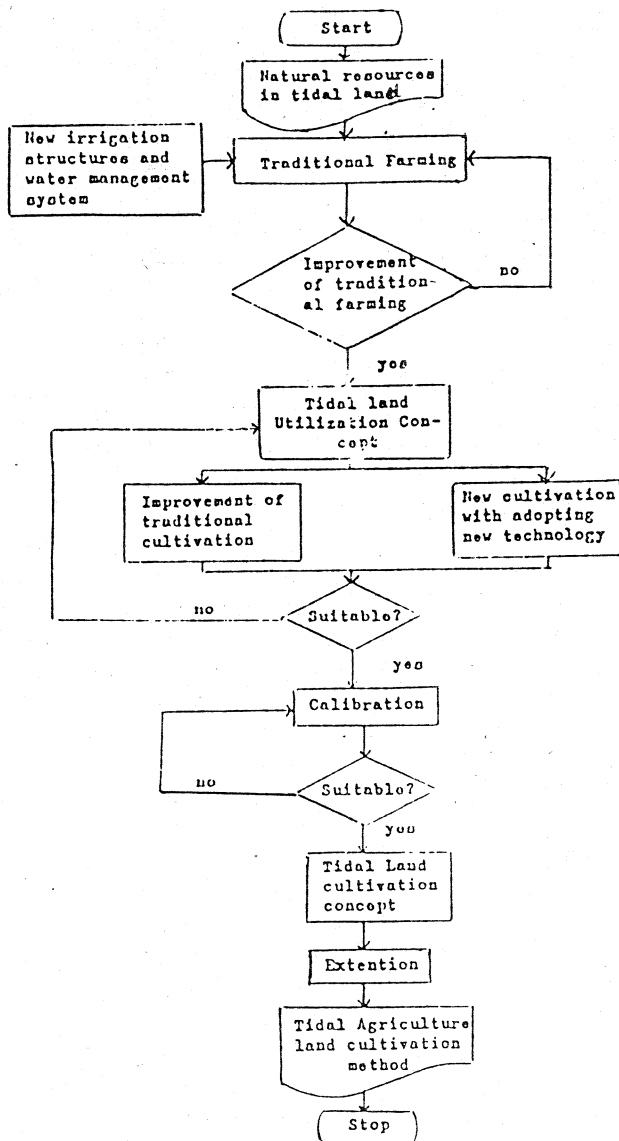 Start
Natural resources
in tidal land
New irrigation
structures and
water management
system
Traditional Farming
Improvement
of tradition-
al farming
no
yes
Tidal land
Utilization Con-
cept
Improvement of
traditional
cultivation
New cultivation
with adopting
new technology
no
Suitable?
yes
Calibration
no
Suitable?
yes
Tidal Land
cultivation
concept
Extention
Tidal Agriculture
land cultivation
method
Stop